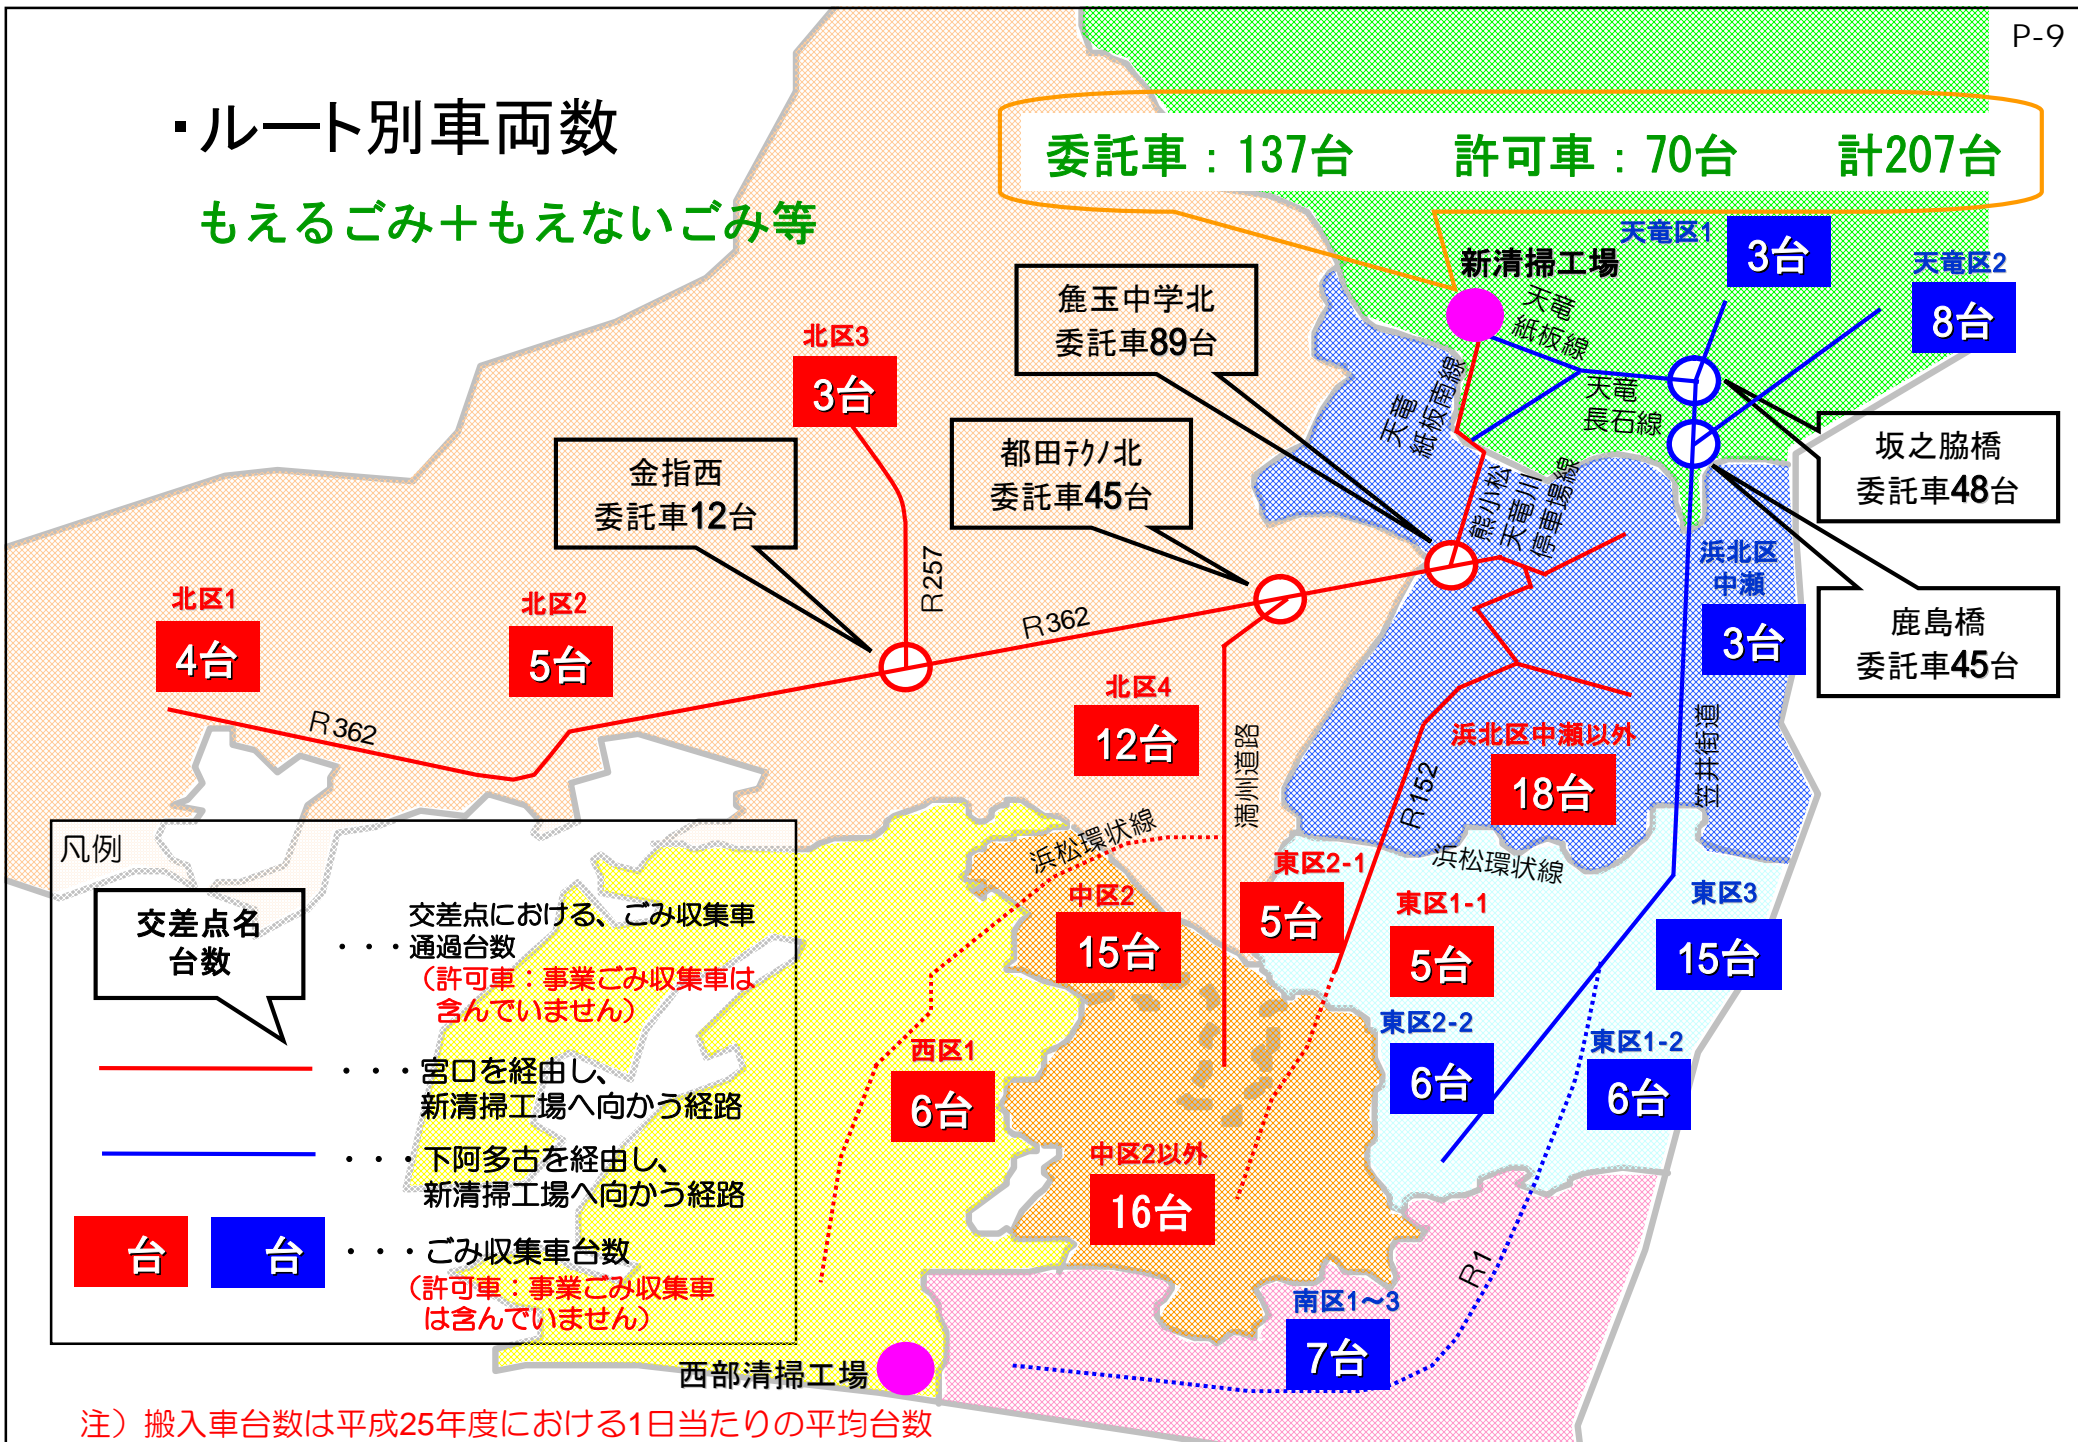 P-9
・ルート別車両数
もえるごみ＋もえないごみ等
委託車：137台　許可車：70台　計207台
天竜区1
3台
天竜区2
8台
新清掃工場
天竜
紙板線
麁玉中学北
委託車89台
北区3
3台
天竜
紙板南線
天竜
長石線
坂之脇橋
委託車48台
都田ﾃｸﾉ北
委託車45台
金指西
委託車12台
熊小松
天竜川
停車場線
浜北区
中瀬
3台
鹿島橋
委託車45台
R257
R362
北区1
4台
北区2
5台
R362
北区4
12台
満州道路
浜北区中瀬以外
18台
R152
笠井街道
浜松環状線
浜松環状線
東区2-1
5台
東区1-1
5台
東区3
15台
中区2
15台
東区2-2
6台
東区1-2
6台
西区1
6台
中区2以外
16台
R1
南区1～3
7台
西部清掃工場
凡例
交差点名
台数
・・・
交差点における、ごみ収集車
通過台数
（許可車：事業ごみ収集車は
含んでいません）
・・・宮口を経由し、
新清掃工場へ向かう経路
・・・下阿多古を経由し、
新清掃工場へ向かう経路
台
台
・・・ごみ収集車台数
（許可車：事業ごみ収集車
は含んでいません）
注）搬入車台数は平成25年度における1日当たりの平均台数